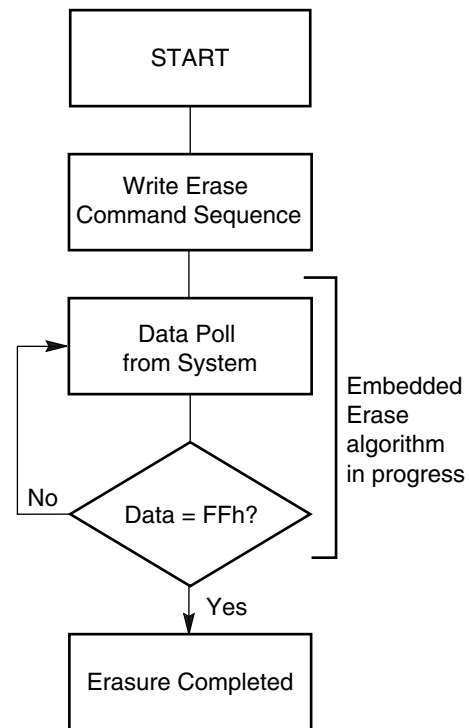 START
Write Erase
Command Sequence
Data Poll
from System
Embedded
Erase
algorithm
in progress
No
Data = FFh?
Yes
Erasure Completed